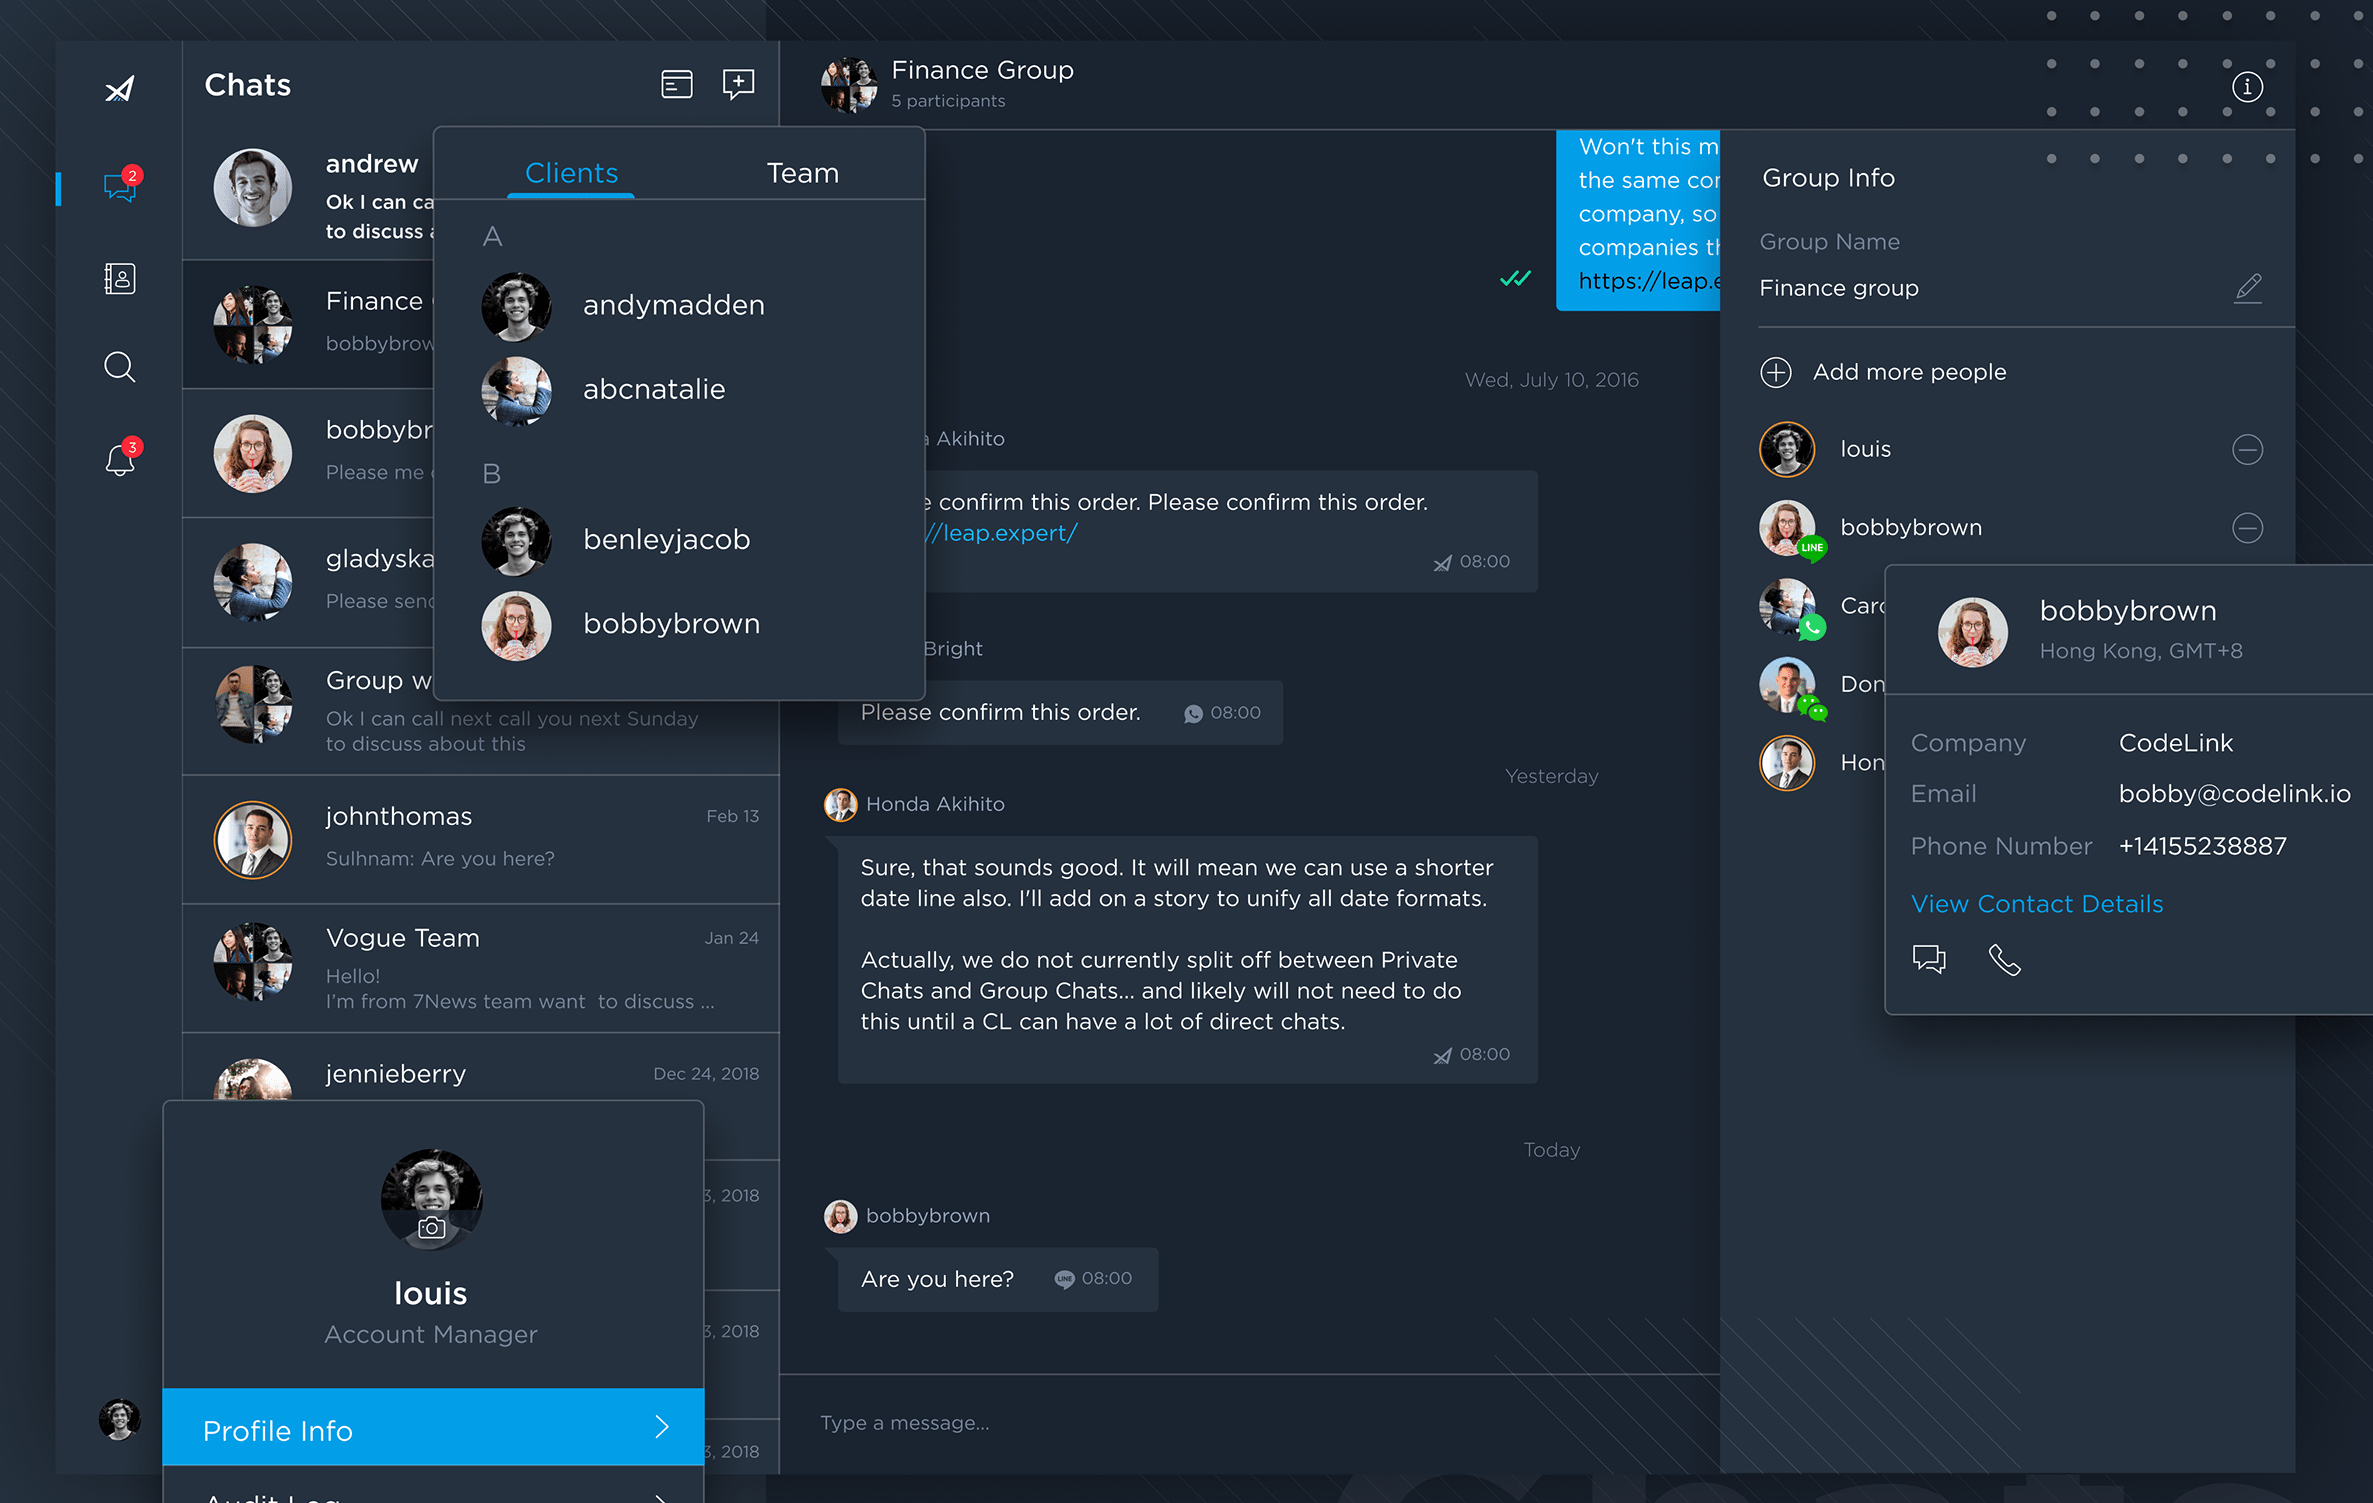 2
3
Chats
andrew
Ok I can ca
to discuss
Finance
bobbybrow
bobbybr
Please me
gladyska
Please send
Group w
Ok I can call next call you next Sunday
to discuss about this
johnthomas
Feb 13
Sulhnam: Are you here?
Vogue Team
Jan 24
Hello!
I'm from 7News team want to discuss ...
jennieberry
Dec 24, 2018
3, 2018
3, 2018
3, 2018
Clients
Team
A
andymadden
abcnatalie
B
benleyjacob
bobbybrown
louis
Account Manager
Profile Info
Audit Log
Finance Group
5 participants
Won't this m
the same cor
company, so
companies th
https://leap.e
Wed, July 10, 2016
a Akihito
e confirm this order. Please confirm this order.
//leap.expert/
08:00
Bright
Please confirm this order.
08:00
Yesterday
Honda Akihito
Sure, that sounds good. It will mean we can use a shorter
date line also. I'll add on a story to unify all date formats.
Actually, we do not currently split off between Private
Chats and Group Chats... and likely will not need to do
this until a CL can have a lot of direct chats.
08:00
Today
bobbybrown
Are you here?
LINE
08:00
Type a message...
Group Info
Group Name
Finance group
Add more people
louis
bobbybrown
LINE
Caro
Don
Hon
bobbybrown
Hong Kong, GMT+8
Company
CodeLink
Email
bobby@codelink.io
Phone Number
+14155238887
View Contact Details
Chats